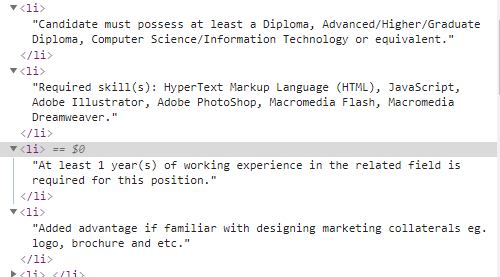 ▼<li>
"Candidate must possess at least a Diploma, Advanced/Higher/Graduate
Diploma, Computer Science/Information Technology or equivalent."
</li>
▼<li>
"Required skill(s): HyperText Markup Language (HTML), JavaScript,
Adobe Illustrator, Adobe PhotoShop, Macromedia Flash, Macromedia
Dreamweaver."
</li>
▼<li> == $0
"At least 1 year(s) of working experience in the related field is
required for this position."
</li>
▼<li>
"Added advantage if familiar with designing marketing collaterals eg.
logo, brochure and etc."
</li>
▶<li> </li>